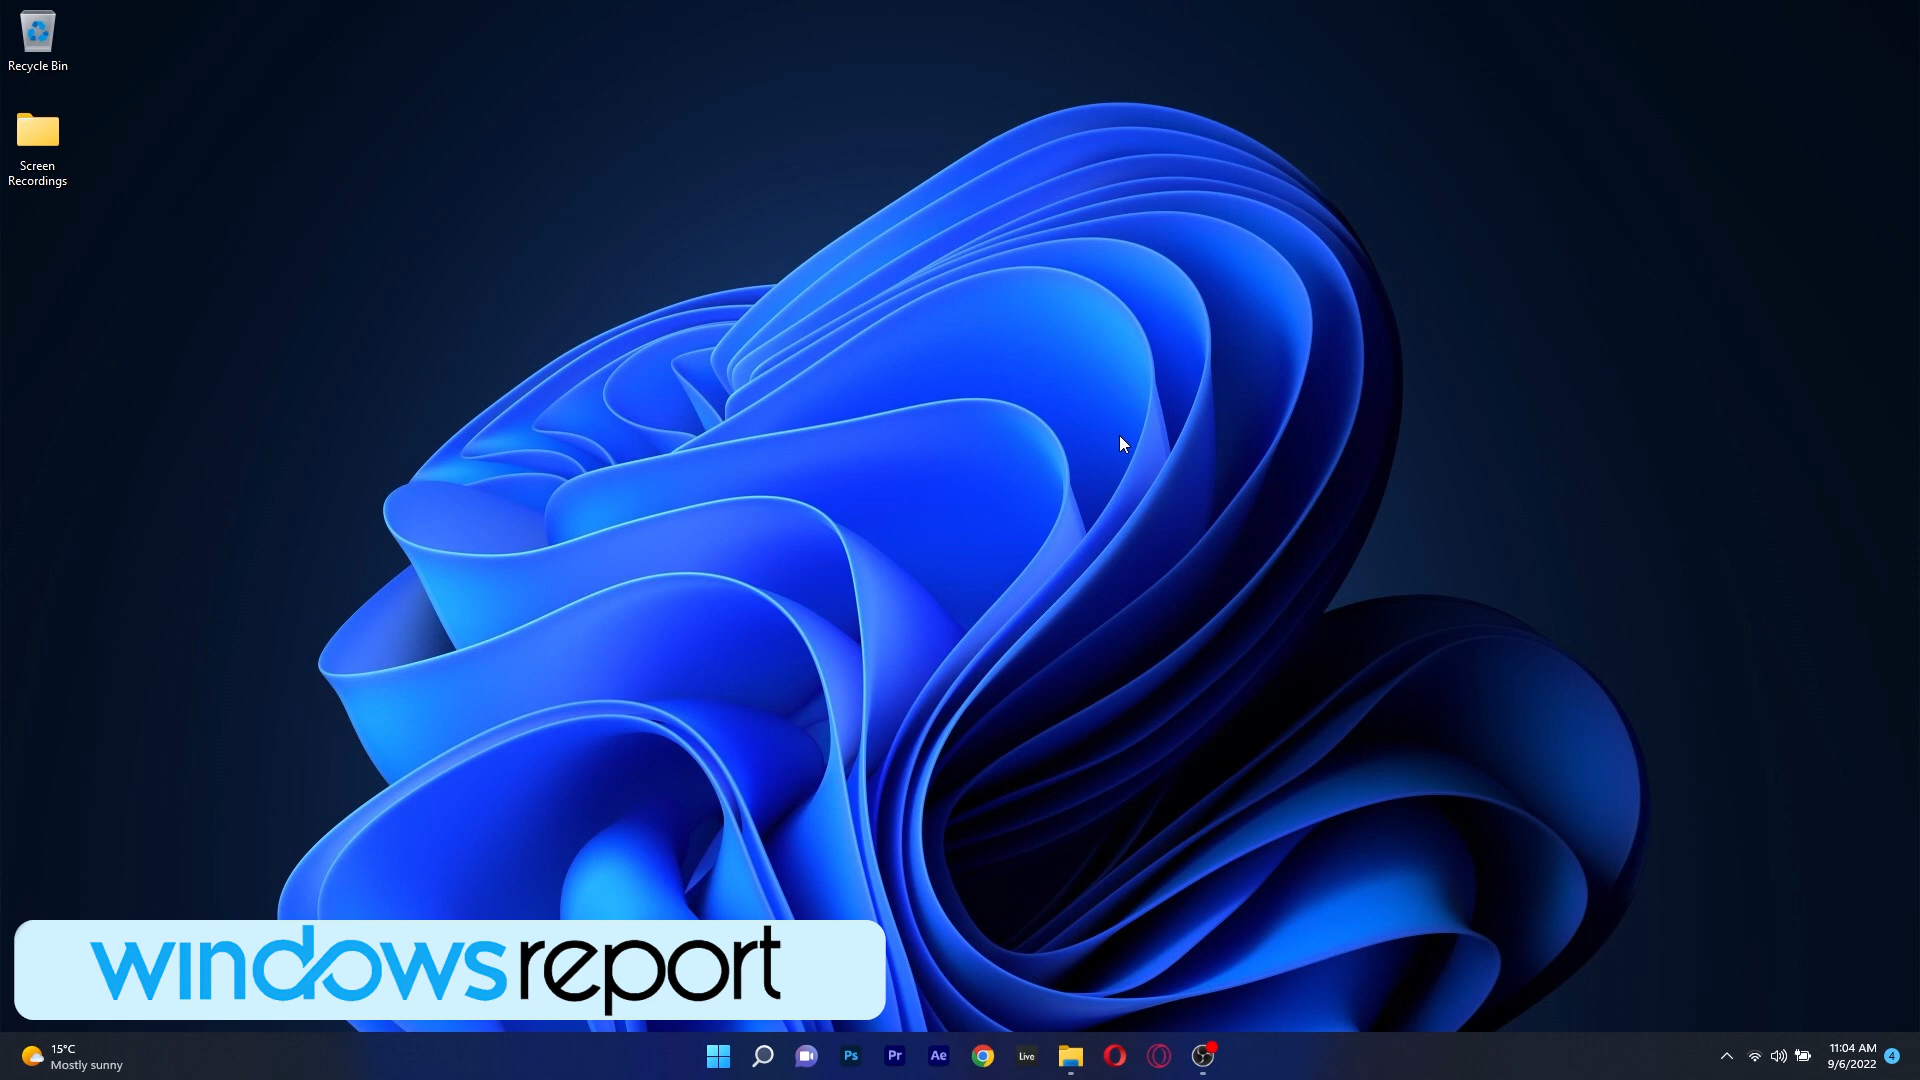 Recycle Bin
Screen
Recordings
windowsreport
15°C
Mostly sunny
Ps
Pr
Ae
Live
11:04 AM
9/6/2022
4